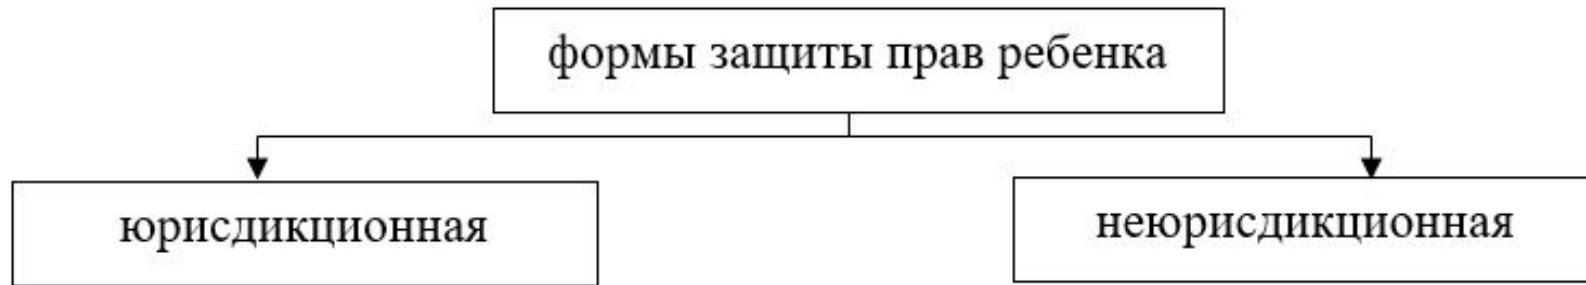 формы защиты прав ребенка
юрисдикционная
неюрисдикционная